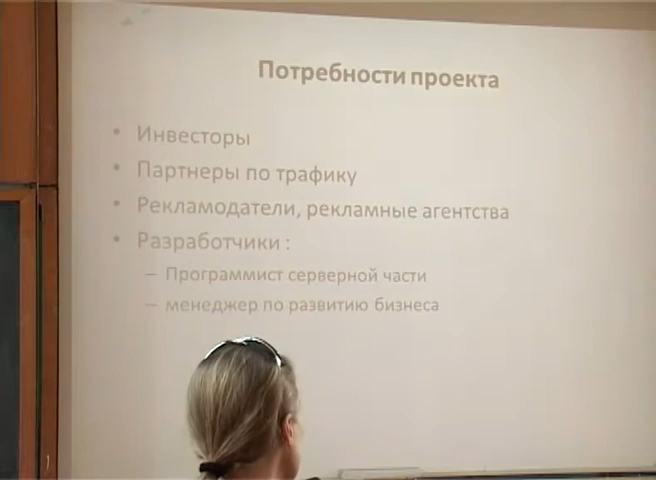 Потребности проекта
• Инвесторы
• Партнеры по трафику
• Рекламодатели, рекламные агентства
• Разработчики :
– Программист серверной части
– менеджер по развитию бизнеса